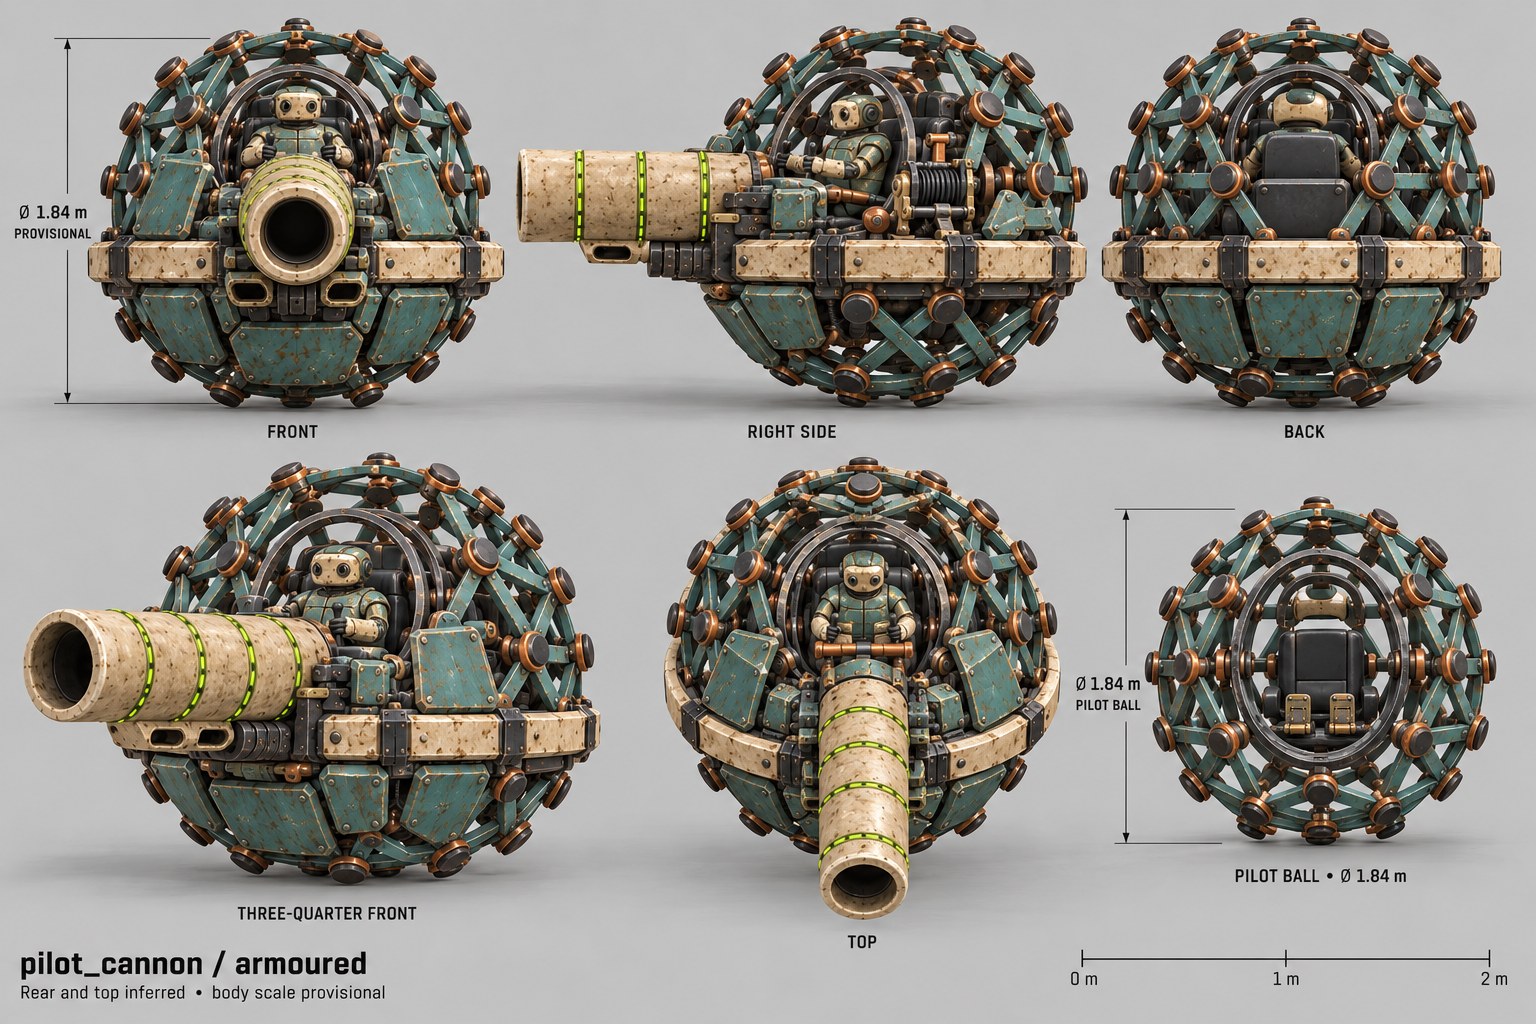 Ø 1.84 m
PROVISIONAL
FRONT
RIGHT SIDE
BACK
Ø 1.84 m
PILOT BALL
PILOT BALL • Ø 1.84 m
THREE-QUARTER FRONT
TOP
pilot_cannon / armoured
Rear and top inferred • body scale provisional
0 m
1 m
2 m